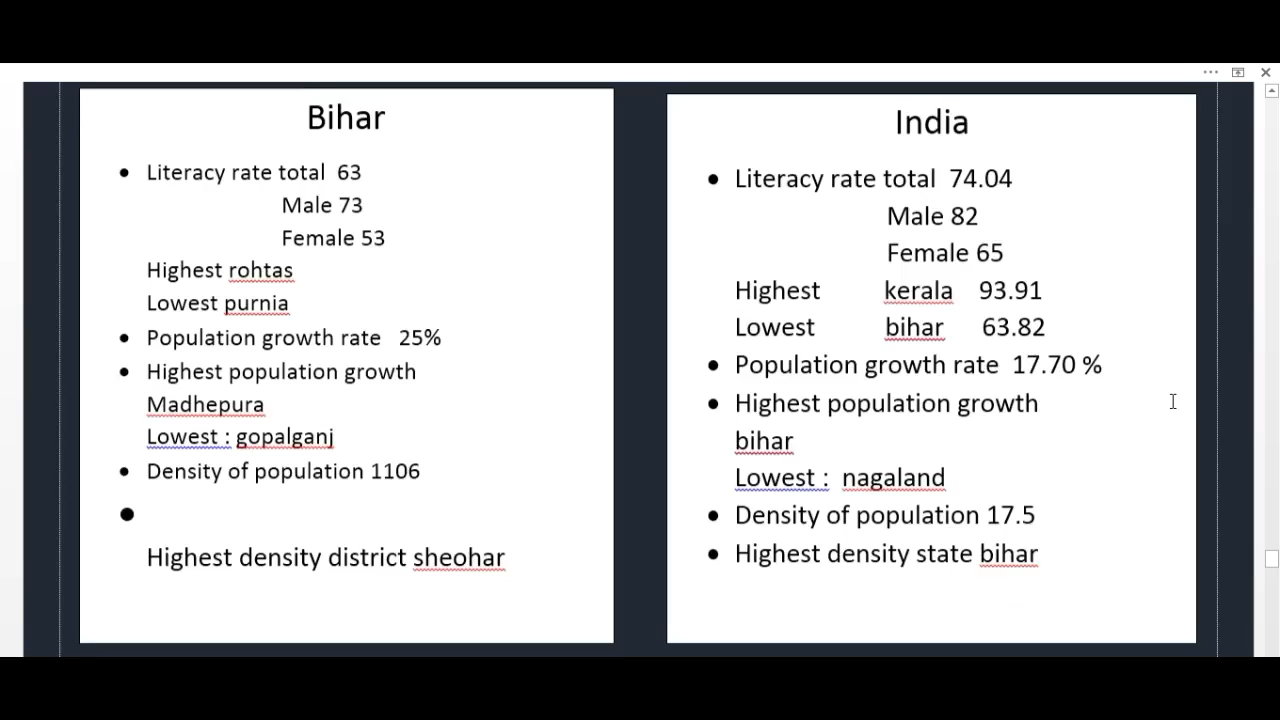 Bihar
Literacy rate total 63
Male 73
Female 53
Highest rohtas
Lowest purnia
Population growth rate 25%
Highest population growth
Madhepura
Lowest : gopalganj
Density of population 1106
Highest density district sheohar
India
Literacy rate total 74.04
Male 82
Female 65
Highest kerala 93.91
Lowest bihar 63.82
Population growth rate 17.70 %
Highest population growth
bihar
Lowest : nagaland
Density of population 17.5
Highest density state bihar